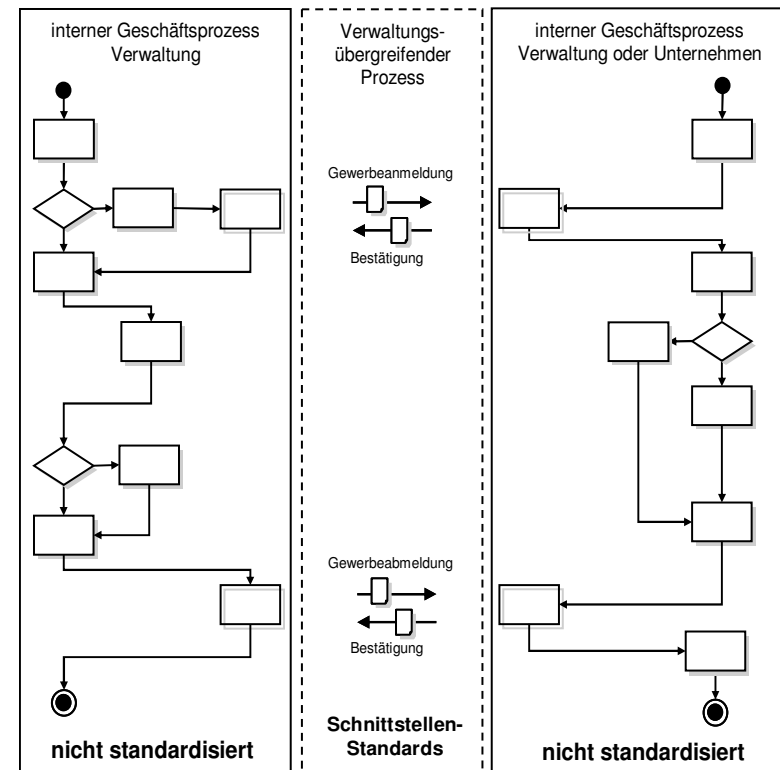 interner Geschäftsprozess
Verwaltung
Verwaltungs-
übergreifender
Prozess
interner Geschäftsprozess
Verwaltung oder Unternehmen
Gewerbeanmeldung
Bestätigung
Gewerbeabmeldung
Bestätigung
nicht standardisiert
Schnittstellen-
Standards
nicht standardisiert